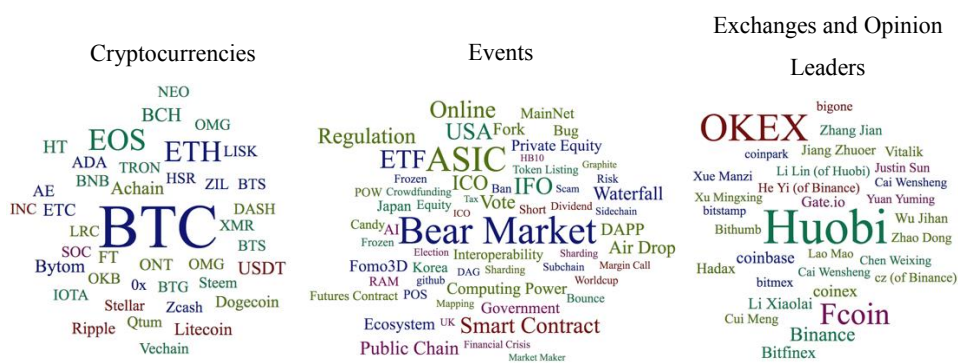 Cryptocurrencies
NEO
BCH
OMG
HT
EOS
ETH
LISK
ADA
TRON
BNB
Achain
HSR
ZIL
BTS
AE
INC
ETC
BTC
DASH
LRC
XMR
SOC
FT
BTS
Bytom
ONT
OMG
USDT
OKB
0x
BTG
Steem
IOTA
Stellar
Zcash
Dogecoin
Ripple
Qtum
Litecoin
Vechain
Events
Online
MainNet
Regulation
USA
Fork
Bug
ETF
ASIC
Private Equity
HB10
Token Listing
Graphite
Frozen
ICO
Ban
IFO
Scam
Risk
POW
Crowdfunding
Waterfall
Japan
Equity
Tax
Vote
Short
Dividend
Sidechain
ICO
Candy
AI
Bear Market
DAPP
Frozen
Election
Interoperability
Sharding
Air Drop
Fomo3D
Korea
DAG
Sharding
Subchain
Margin Call
RAM
github
Computing Power
Worldcup
Futures Contract
POS
Mapping
Government
Bounce
Ecosystem
UK
Smart Contract
Public Chain
Financial Crisis
Market Maker
Exchanges and Opinion
Leaders
bigone
OKEX
Zhang Jian
coinpark
Jiang Zhuoer
Vitalik
Xue Manzi
Li Lin (of Huobi)
Justin Sun
He Yi (of Binance)
Cai Wensheng
Xu Mingxing
Gate.io
Yuan Yuming
bitstamp
Huobi
Wu Jihan
Bithumb
Zhao Dong
coinbase
Lao Mao
Chen Weixing
Hadax
Cai Wensheng
cz (of Binance)
bitmex
coinex
Li Xiaolai
Fcoin
Cui Meng
Binance
Bitfinex